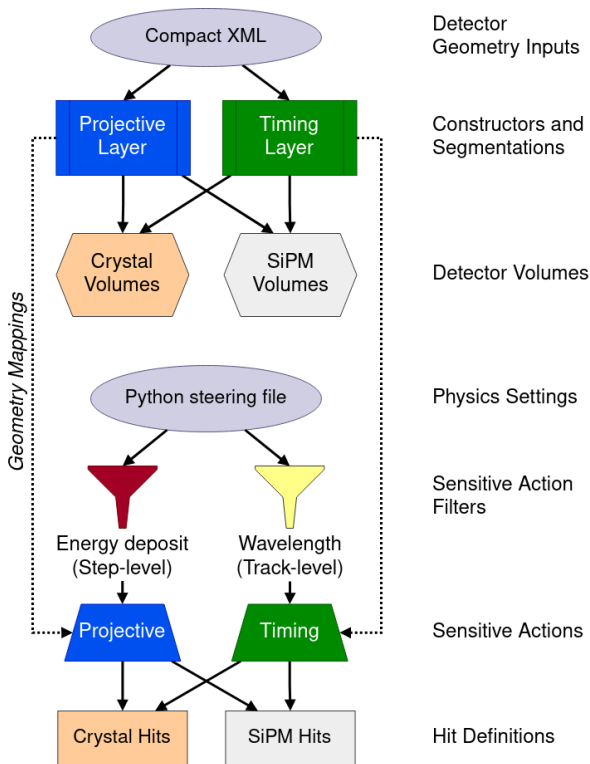 Compact XML
Detector
Geometry Inputs
Projective
Layer
Timing
Layer
Constructors and
Segmentations
Crystal
Volumes
SiPM
Volumes
Detector Volumes
Geometry Mappings
Python steering file
Physics Settings
Sensitive Action
Filters
Energy deposit
(Step-level)
Wavelength
(Track-level)
Projective
Timing
Sensitive Actions
Crystal Hits
SiPM Hits
Hit Definitions